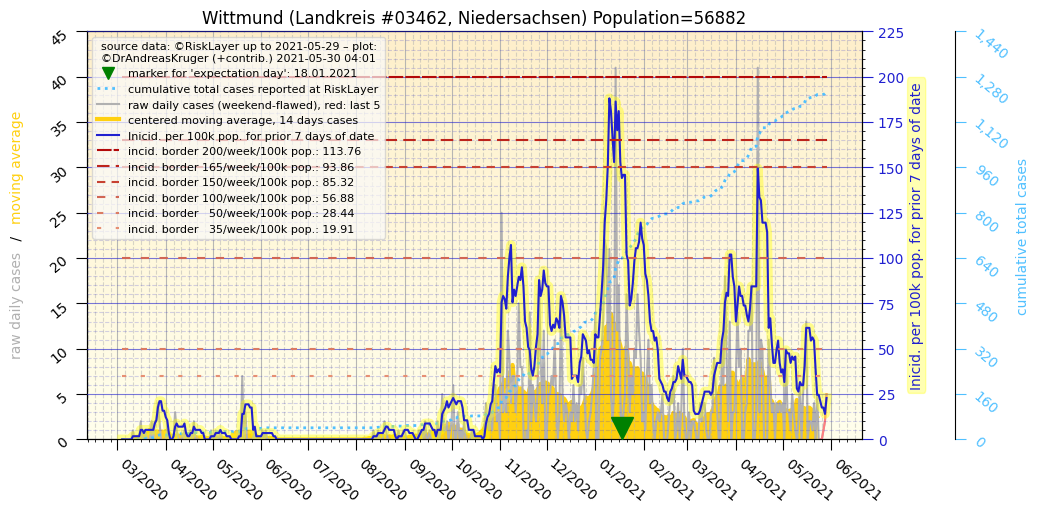 Wittmund (Landkreis #03462, Niedersachsen) Population=56882
source data: ©RiskLayer up to 2021-05-29 – plot:
©DrAndreasKruger (+contrib.) 2021-05-30 04:01
marker for 'expectation day': 18.01.2021
cumulative total cases reported at RiskLayer
raw daily cases (weekend-flawed), red: last 5
centered moving average, 14 days cases
Inicid. per 100k pop. for prior 7 days of date
incid. border 200/week/100k pop.: 113.76
incid. border 165/week/100k pop.: 93.86
incid. border 150/week/100k pop.: 85.32
incid. border 100/week/100k pop.: 56.88
incid. border   50/week/100k pop.: 28.44
incid. border   35/week/100k pop.: 19.91
raw daily cases  /  moving average
45
40
35
30
25
20
15
10
5
0
03/2020
04/2020
05/2020
06/2020
07/2020
08/2020
09/2020
10/2020
11/2020
12/2020
01/2021
02/2021
03/2021
04/2021
05/2021
06/2021
225
200
175
150
125
100
75
50
25
0
Inicid. per 100k pop. for prior 7 days of date
1,440
1,280
1,120
960
800
640
480
320
160
0
cumulative total cases